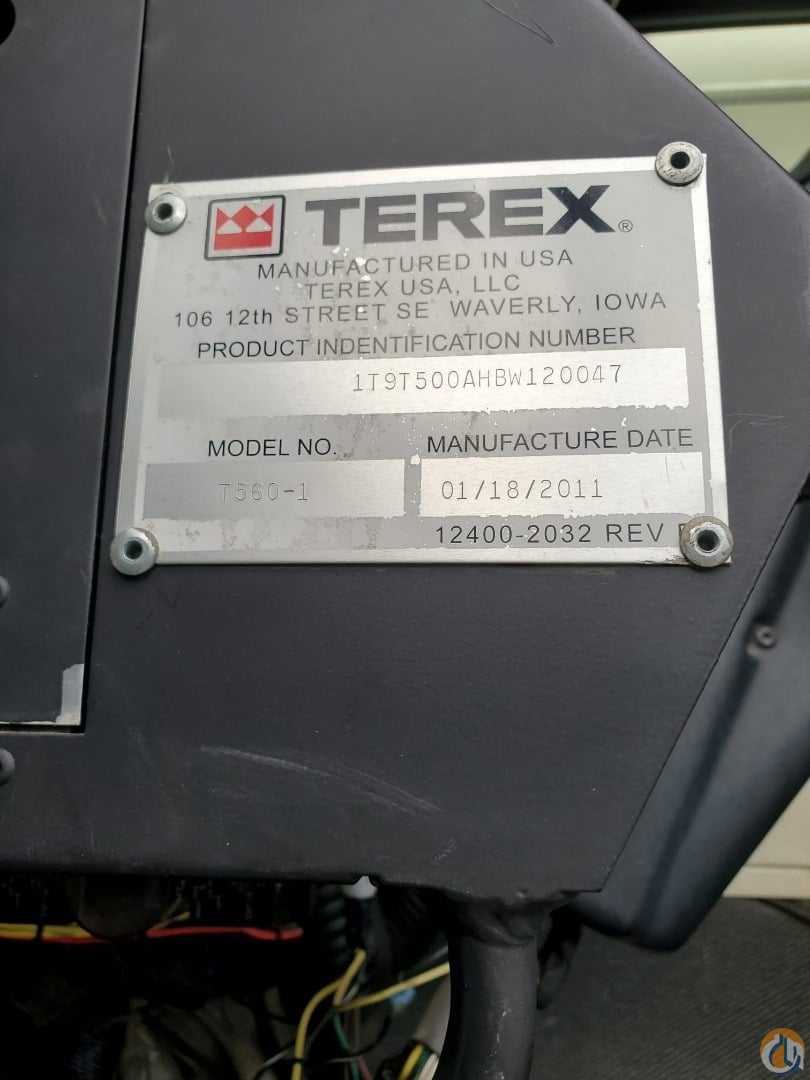 TEREX®
MANUFACTURED IN USA
TEREX USA, LLC
106 12th STREET SE WAVERLY, IOWA
PRODUCT INDENTIFICATION NUMBER
1T9T500AHBW120047
MODEL NO. MANUFACTURE DATE
T560-1 01/18/2011
12400-2032 REV